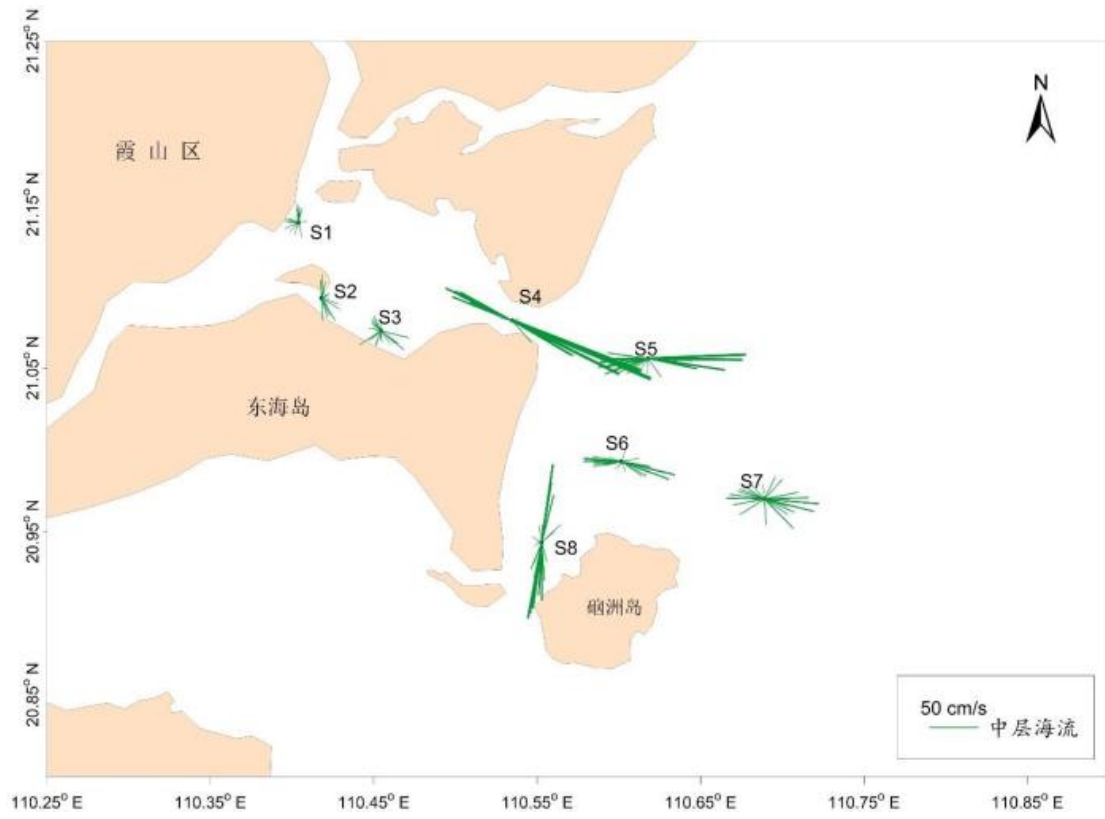 21.25° N
N
霞山区
21.15° N
S1
S2
S4
S3
S5
21.05° N
东海岛
S6
S7
20.95° N
S8
硇洲岛
20.85° N
50 cm/s
中层海流
110.25° E
110.35° E
110.45° E
110.55° E
110.65° E
110.75° E
110.85° E